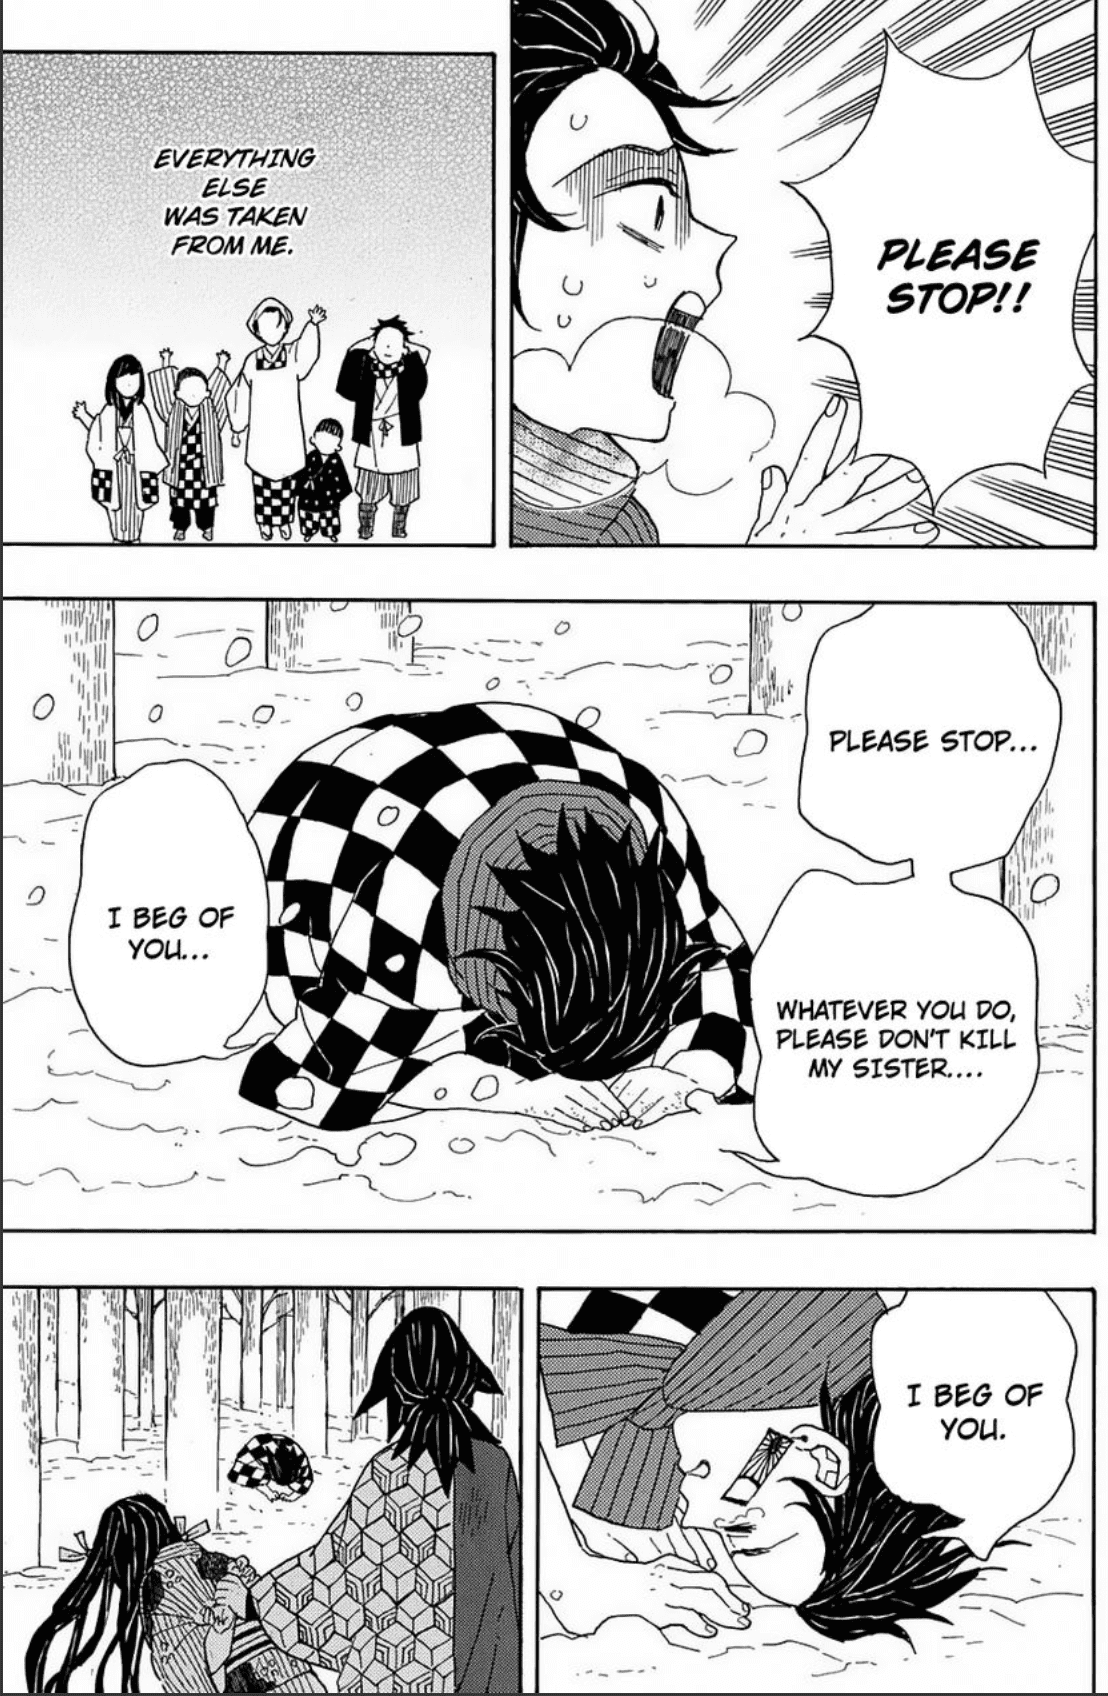 PLEASE
STOP!!
EVERYTHING
ELSE
WAS TAKEN
FROM ME.
PLEASE STOP...
WHATEVER YOU DO,
PLEASE DON'T KILL
MY SISTER....
I BEG OF
YOU...
I BEG OF
YOU.